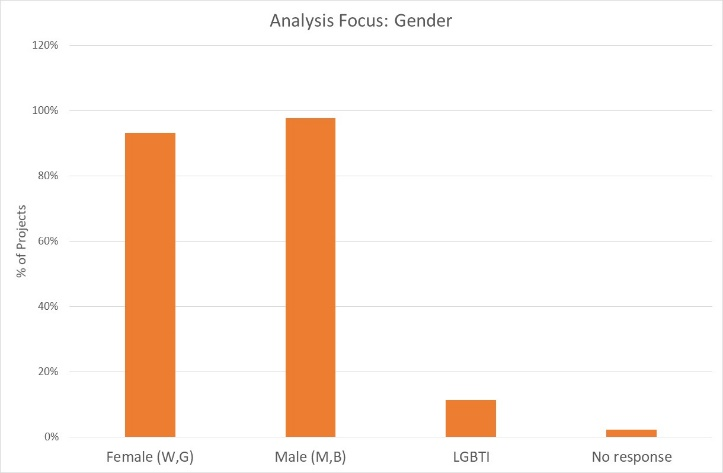 Analysis Focus: Gender
120%
100%
80%
60%
40%
20%
0%
% of Projects
Female (W,G)
Male (M,B)
LGBTI
No response